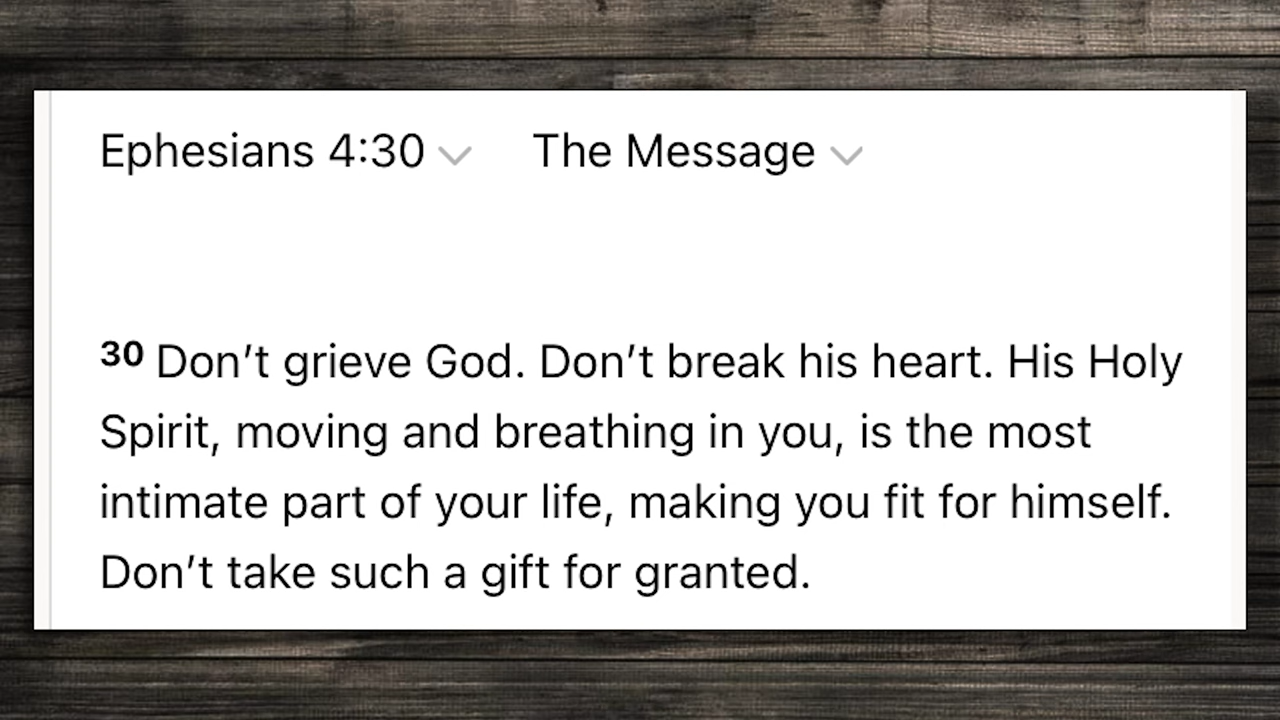 Ephesians 4:30 The Message
30 Don’t grieve God. Don’t break his heart. His Holy
Spirit, moving and breathing in you, is the most
intimate part of your life, making you fit for himself.
Don’t take such a gift for granted.